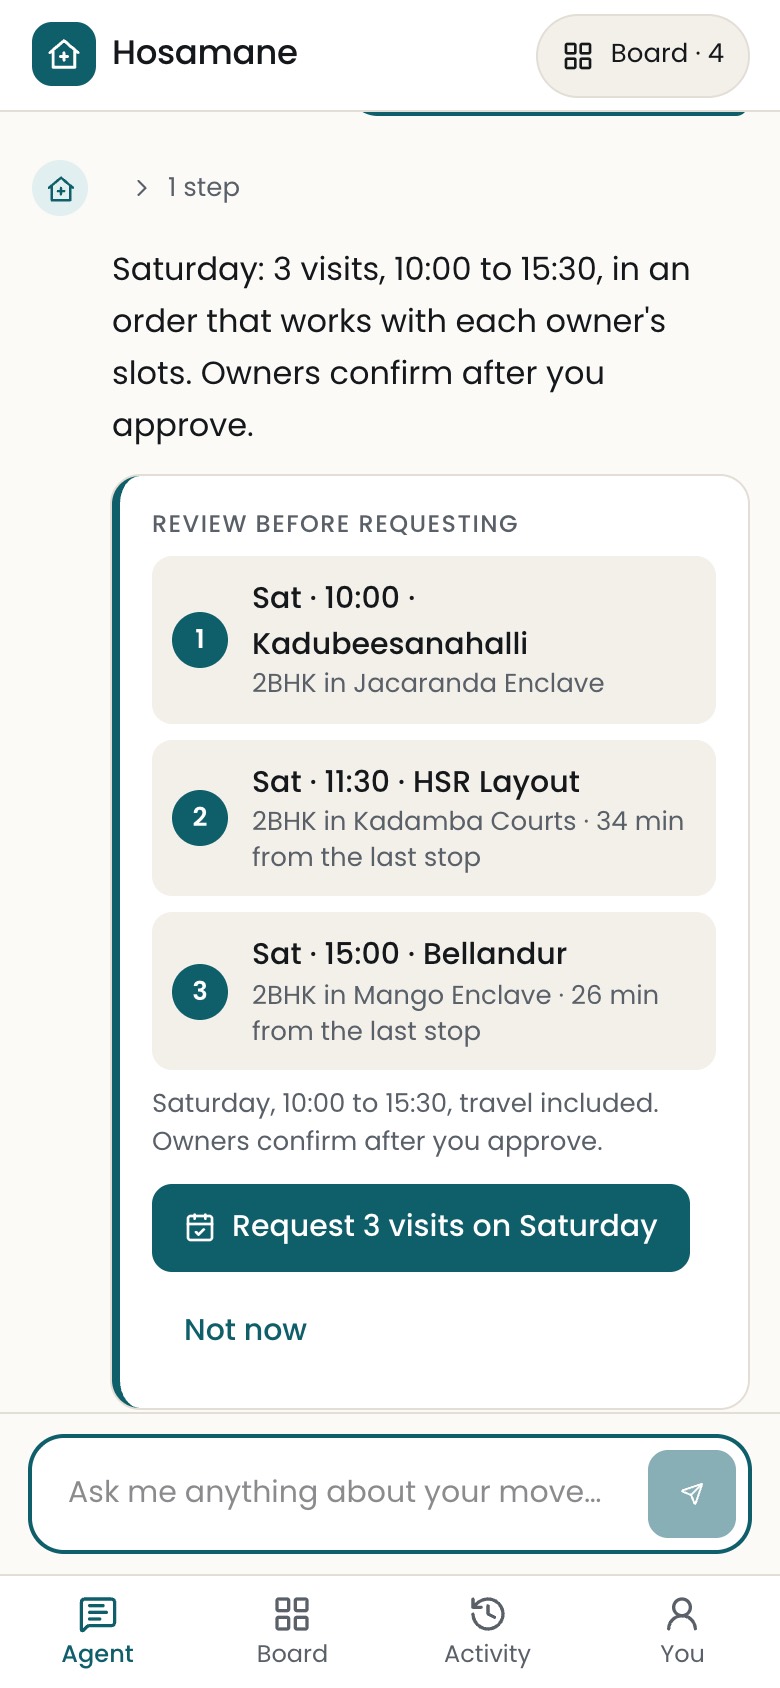 Hosamane
Board · 4
1 step
Saturday: 3 visits, 10:00 to 15:30, in an
order that works with each owner's
slots. Owners confirm after you
approve.
REVIEW BEFORE REQUESTING
1
Sat · 10:00 ·
Kadubeesanahalli
2BHK in Jacaranda Enclave
2
Sat · 11:30 · HSR Layout
2BHK in Kadamba Courts · 34 min
from the last stop
3
Sat · 15:00 · Bellandur
2BHK in Mango Enclave · 26 min
from the last stop
Saturday, 10:00 to 15:30, travel included.
Owners confirm after you approve.
Request 3 visits on Saturday
Not now
Ask me anything about your move...
Agent
Board
Activity
You